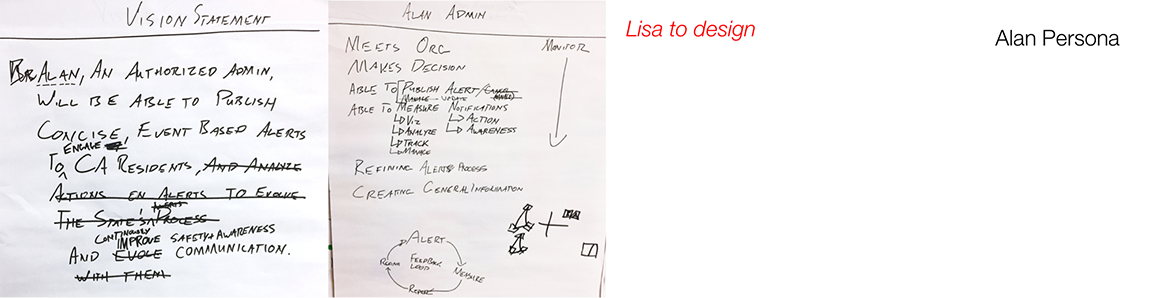 VISION STATEMENT
ALAN, AN AUTHORIZED ADMIN,
WILL BE ABLE TO PUBLISH
CONCISE, EVENT BASED ALERTS
ENGAGE
TO CA RESIDENTS, AND ANALYZE
ACTIONS ON ALERTS TO EVOLVE
ALERTS
THE STATE'S PROCESS
CONTINUOUSLY
IMPROVE SAFETY + AWARENESS
AND EVOLVE COMMUNICATION.
WITH THEM
ALAN ADMIN
MEETS ORG
MONITOR
MAKES DECISION
ABLE TO PUBLISH ALERT/
MANAGE UPDATE
ABLE TO MEASURE NOTIFICATIONS
VIZ
ACTION
ANALYZE
AWARENESS
TRACK
MANAGE
REFINING ALERTS PROCESS
CREATING GENERAL INFORMATION
ALERT
FEEDBACK
LOOP
MEASURE
REPORT
REFINE
Lisa to design
Alan Persona